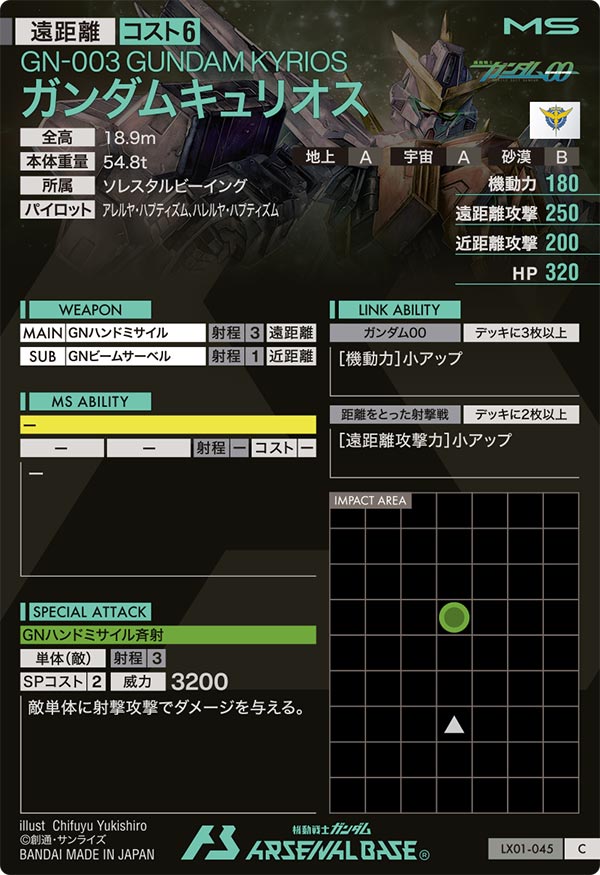 遠距離 コスト6 MS
GN-003 GUNDAM KYRIOS
機動戦士ガンダム00
ガンダムキュリオス
全高 18.9m
本体重量 54.8t
所属 ソレスタルビーイング
パイロット アレルヤ・ハプティズム、ハレルヤ・ハプティズム
地上 A 宇宙 A 砂漠 B
機動力 180
遠距離攻撃 250
近距離攻撃 200
HP 320
WEAPON
MAIN GNハンドミサイル 射程 3 遠距離
SUB GNビームサーベル 射程 1 近距離
MS ABILITY
—
— — 射程 — コスト —
—
SPECIAL ATTACK
GNハンドミサイル斉射
単体(敵) 射程 3
SPコスト 2 威力 3200
敵単体に射撃攻撃でダメージを与える。
LINK ABILITY
ガンダム00 デッキに3枚以上
[機動力]小アップ
距離をとった射撃戦 デッキに2枚以上
[遠距離攻撃力]小アップ
IMPACT AREA
illust Chifuyu Yukishiro
©創通・サンライズ
BANDAI MADE IN JAPAN
機動戦士ガンダム
ARSENAL BASE®
LX01-045 C